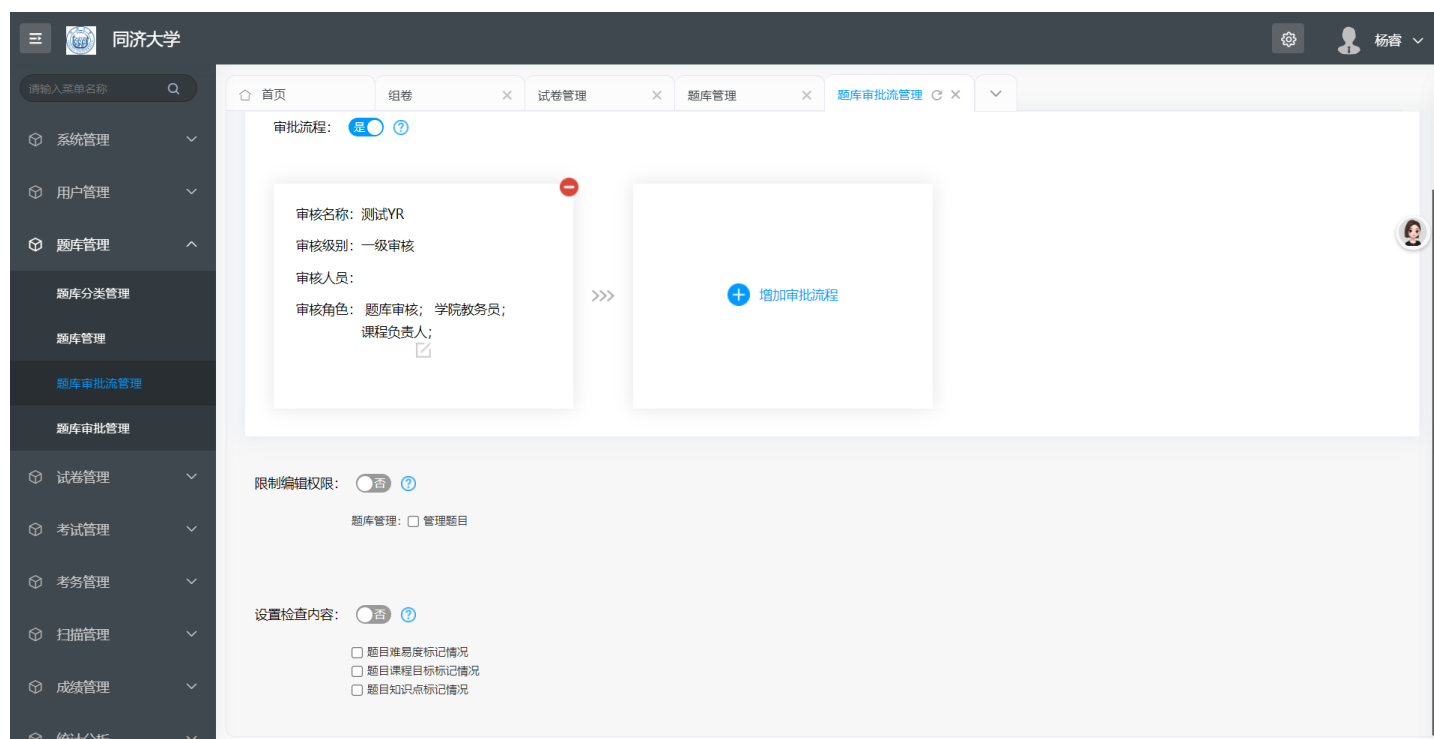 同济大学
杨睿
请输入菜单名称
首页
组卷
试卷管理
题库管理
题库审批流管理
系统管理
用户管理
题库管理
题库分类管理
题库管理
题库审批流管理
题库审批管理
试卷管理
考试管理
考务管理
扫描管理
成绩管理
统计分析
审批流程： 是
审核名称：测试YR
审核级别：一级审核
审核人员：
审核角色： 题库审核； 学院教务员；
课程负责人；
>>>
增加审批流程
限制编辑权限： 否
题库管理： 管理题目
设置检查内容： 否
题目难易度标记情况
题目课程目标标记情况
题目知识点标记情况